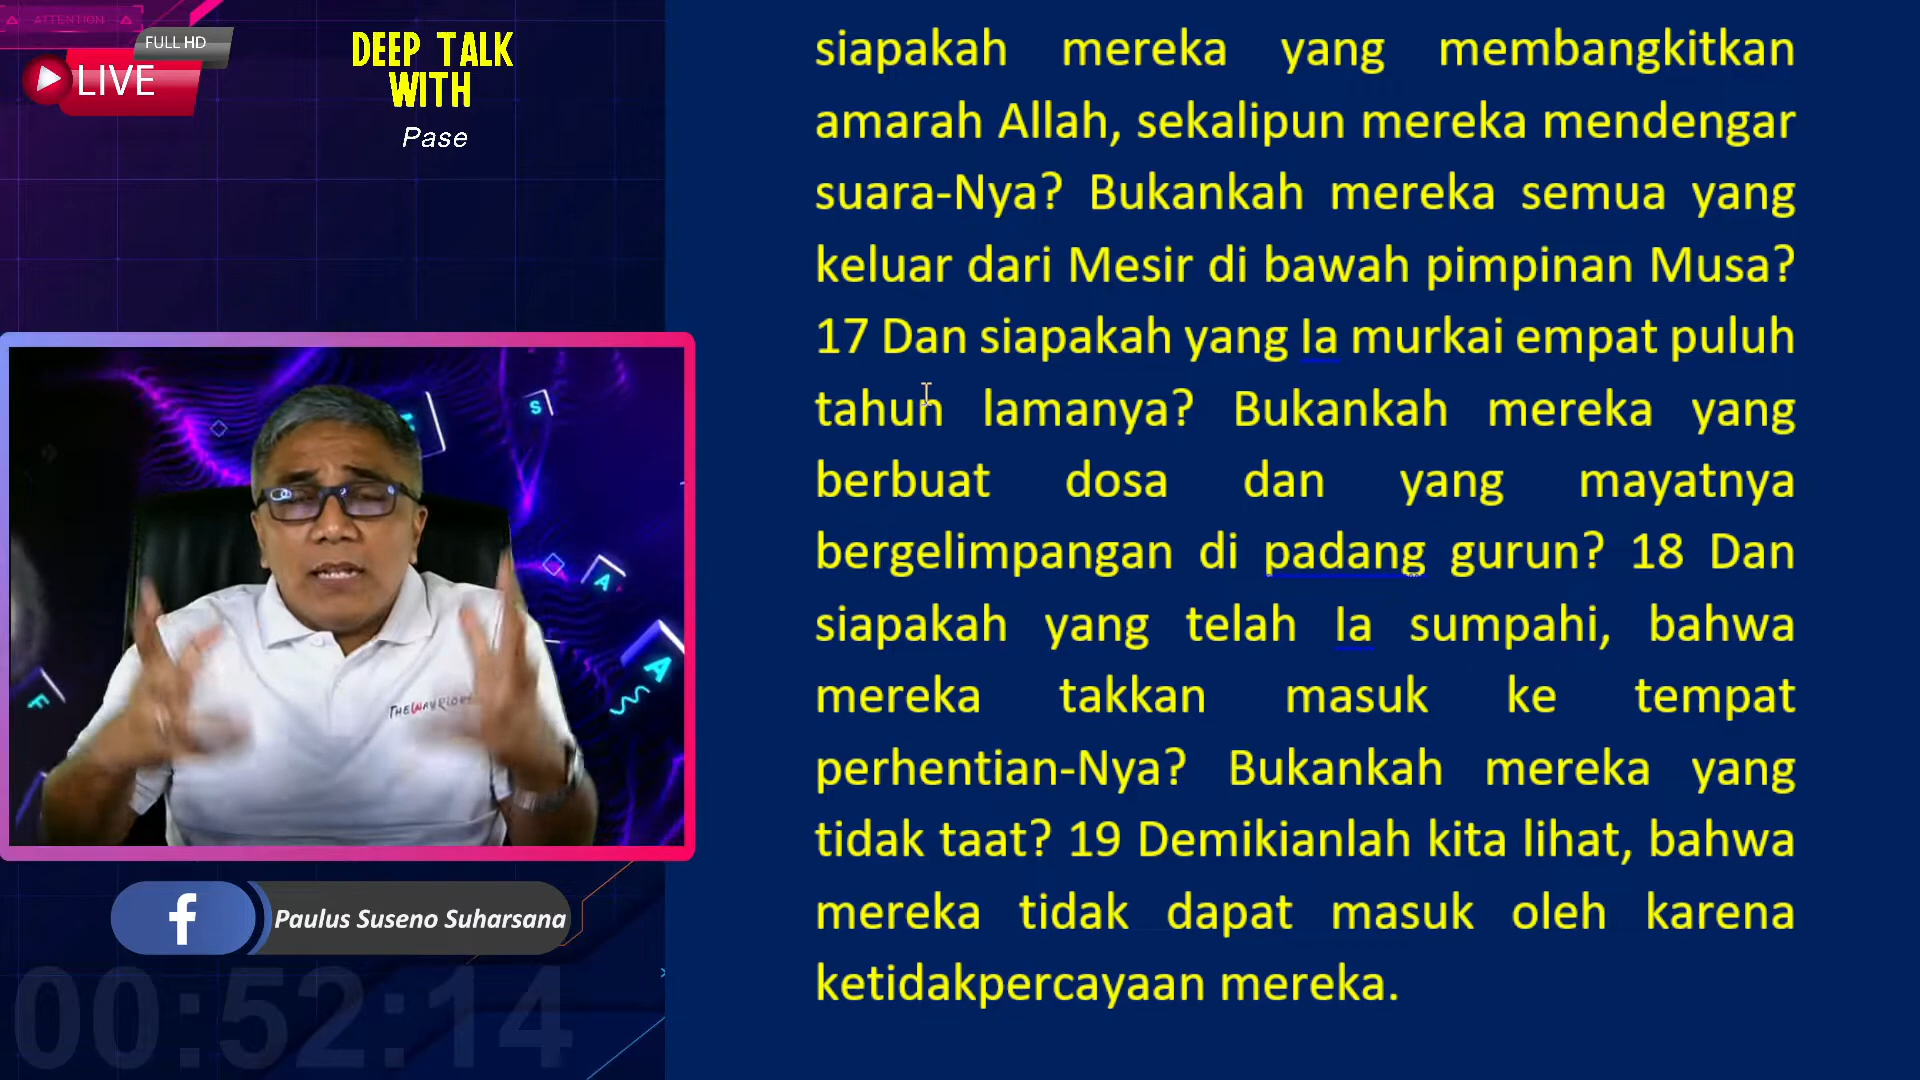 ATTENTION
FULL HD
LIVE
DEEP TALK
WITH
Pase
siapakah mereka yang membangkitkan
amarah Allah, sekalipun mereka mendengar
suara-Nya? Bukankah mereka semua yang
keluar dari Mesir di bawah pimpinan Musa?
17 Dan siapakah yang Ia murkai empat puluh
tahun lamanya? Bukankah mereka yang
berbuat dosa dan yang mayatnya
bergelimpangan di padang gurun? 18 Dan
siapakah yang telah Ia sumpahi, bahwa
mereka takkan masuk ke tempat
perhentian-Nya? Bukankah mereka yang
tidak taat? 19 Demikianlah kita lihat, bahwa
mereka tidak dapat masuk oleh karena
ketidakpercayaan mereka.
S
A
A
F
Paulus Suseno Suharsana
00:52:14